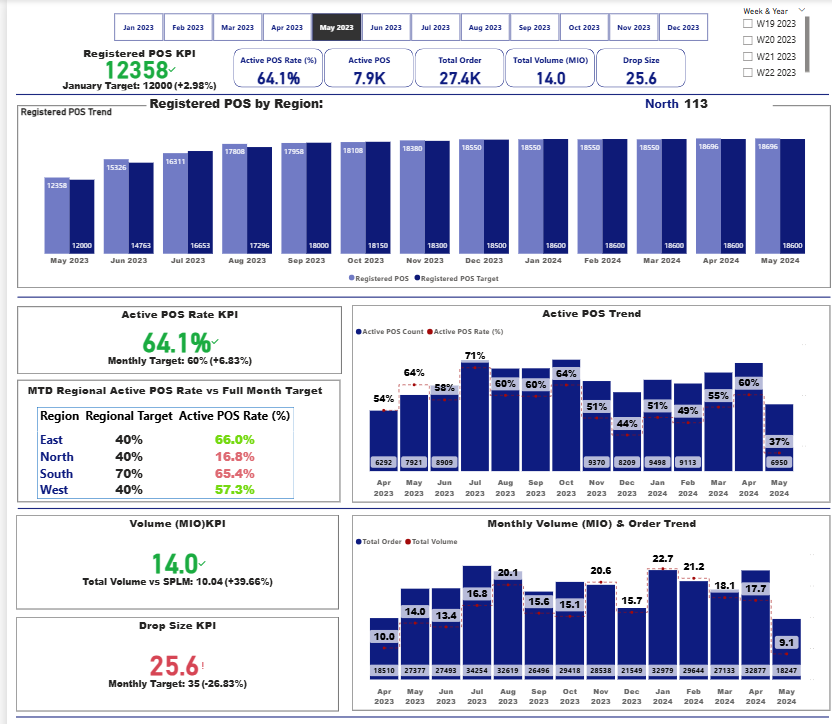 Jan 2023 Feb 2023 Mar 2023 Apr 2023 May 2023 Jun 2023 Jul 2023 Aug 2023 Sep 2023 Oct 2023 Nov 2023 Dec 2023
Week & Year
W19 2023
W20 2023
W21 2023
W22 2023
Registered POS KPI
12358
January Target: 12000 (+2.98%)
Active POS Rate (%)
64.1%
Active POS
7.9K
Total Order
27.4K
Total Volume (MIO)
14.0
Drop Size
25.6
Registered POS by Region:
North 113
Registered POS Trend
12358 15326 16311 17808 17958 18108 18380 18550 18550 18550 18550 18696 18696
12000 14763 16653 17296 18000 18150 18300 18500 18600 18600 18600 18600 18600
May 2023 Jun 2023 Jul 2023 Aug 2023 Sep 2023 Oct 2023 Nov 2023 Dec 2023 Jan 2024 Feb 2024 Mar 2024 Apr 2024 May 2024
Registered POS Registered POS Target
Active POS Rate KPI
64.1%
Monthly Target: 60% (+6.83%)
MTD Regional Active POS Rate vs Full Month Target
Region Regional Target Active POS Rate (%)
East 40% 66.0%
North 40% 16.8%
South 70% 65.4%
West 40% 57.3%
Active POS Trend
Active POS Count Active POS Rate (%)
54% 64% 58% 71% 60% 60% 64% 51% 44% 51% 49% 55% 60% 37%
6292 7921 8909 9370 8209 9498 9113 6950
Apr May Jun Jul Aug Sep Oct Nov Dec Jan Feb Mar Apr May
2023 2023 2023 2023 2023 2023 2023 2023 2023 2024 2024 2024 2024 2024
Volume (MIO)KPI
14.0
Total Volume vs SPLM: 10.04 (+39.66%)
Drop Size KPI
25.6!
Monthly Target: 35 (-26.83%)
Monthly Volume (MIO) & Order Trend
Total Order Total Volume
10.0 14.0 13.4 16.8 20.1 15.6 15.1 20.6 15.7 22.7 21.2 18.1 17.7 9.1
18510 27377 27493 34254 32619 26496 29418 28538 21549 32979 29644 27133 32877 18247
Apr May Jun Jul Aug Sep Oct Nov Dec Jan Feb Mar Apr May
2023 2023 2023 2023 2023 2023 2023 2023 2023 2024 2024 2024 2024 2024